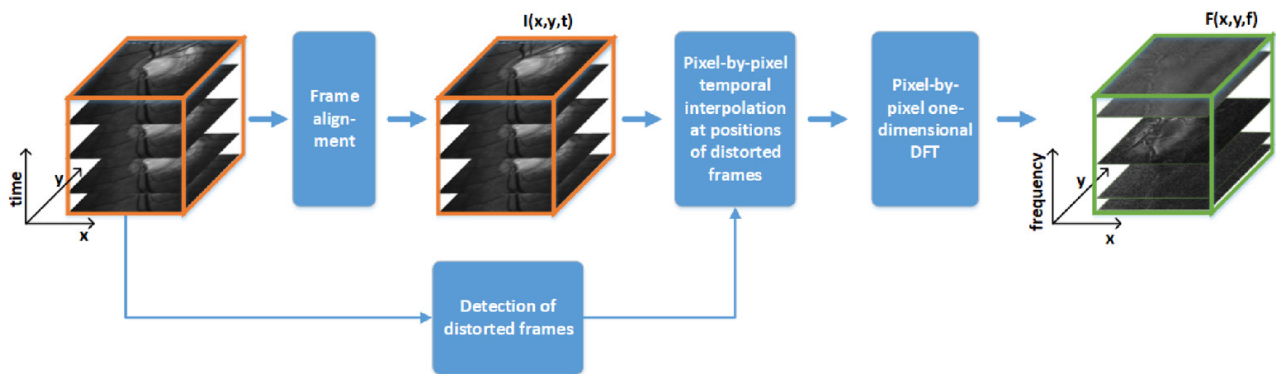 I(x,y,t)
F(x,y,f)
time
y
x
Frame
align-
ment
Pixel-by-pixel
temporal
interpolation
at positions
of distorted
frames
Pixel-by-
pixel one-
dimensional
DFT
frequency
y
x
Detection of
distorted frames